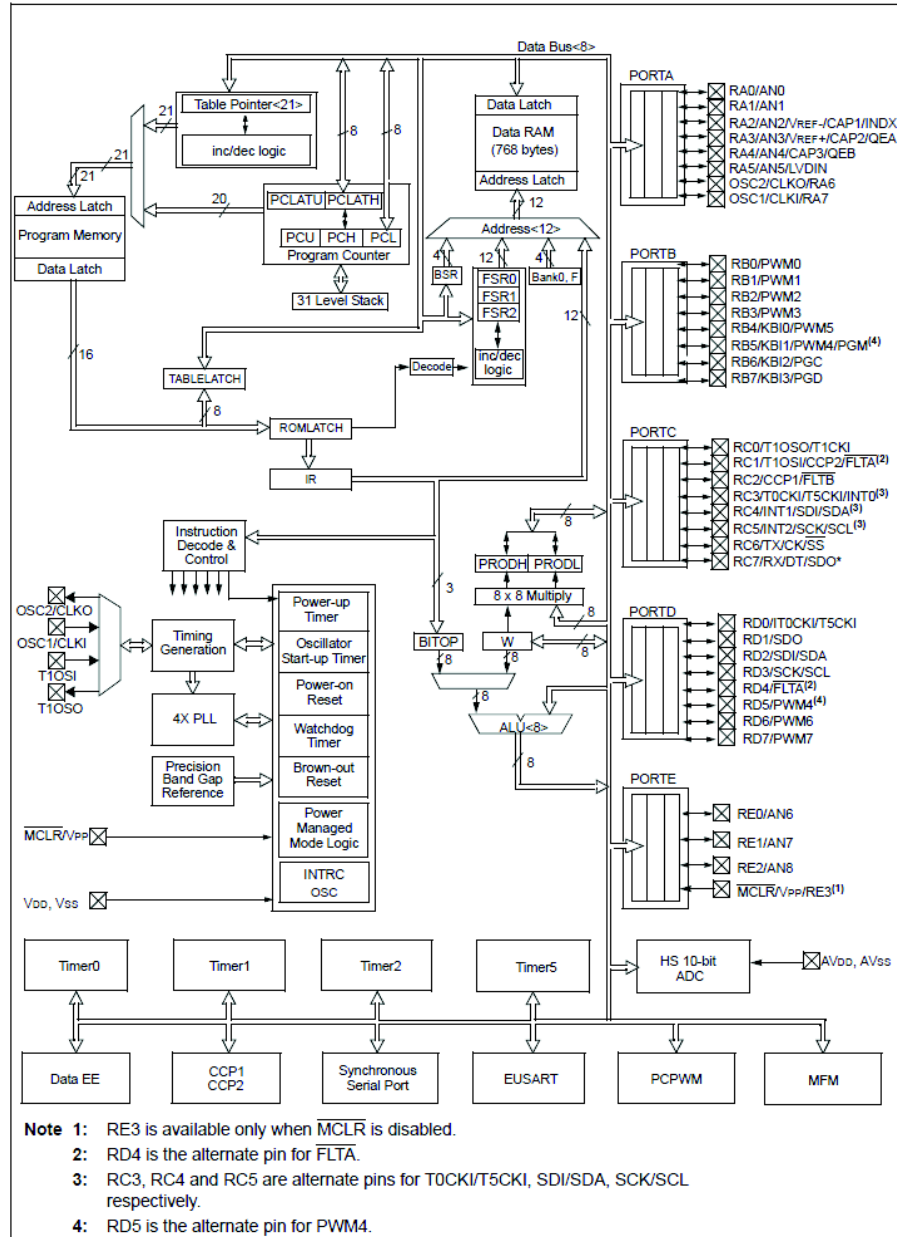 Data Bus<8>
21
Table Pointer<21>
inc/dec logic
21
21
20
8
8
PCLATU PCLATH
PCU PCH PCL
Program Counter
31 Level Stack
Address Latch
Program Memory
Data Latch
16
TABLELATCH
8
ROMLATCH
IR
Data Latch
Data RAM
(768 bytes)
Address Latch
12
Address<12>
4
12
4
BSR
FSR0
FSR1
FSR2
Bank0, F
12
inc/dec
logic
Decode
Instruction
Decode &
Control
OSC2/CLKO
OSC1/CLKI
T1OSI
T1OSO
Timing
Generation
4X PLL
Precision
Band Gap
Reference
MCLR/VPP
VDD, VSS
Power-up
Timer
Oscillator
Start-up Timer
Power-on
Reset
Watchdog
Timer
Brown-out
Reset
Power
Managed
Mode Logic
INTRC
OSC
8
PRODH PRODL
8 x 8 Multiply
3
8
BITOP
W
8
8
8
8
ALU<8>
8
PORTA
RA0/AN0
RA1/AN1
RA2/AN2/VREF-/CAP1/INDX
RA3/AN3/VREF+/CAP2/QEA
RA4/AN4/CAP3/QEB
RA5/AN5/LVDIN
OSC2/CLKO/RA6
OSC1/CLKI/RA7
PORTB
RB0/PWM0
RB1/PWM1
RB2/PWM2
RB3/PWM3
RB4/KBI0/PWM5
RB5/KBI1/PWM4/PGM(4)
RB6/KBI2/PGC
RB7/KBI3/PGD
PORTC
RC0/T1OSO/T1CKI
RC1/T1OSI/CCP2/FLTA(2)
RC2/CCP1/FLTB
RC3/T0CKI/T5CKI/INT0(3)
RC4/INT1/SDI/SDA(3)
RC5/INT2/SCK/SCL(3)
RC6/TX/CK/SS
RC7/RX/DT/SDO*
PORTD
RD0/IT0CKI/T5CKI
RD1/SDO
RD2/SDI/SDA
RD3/SCK/SCL
RD4/FLTA(2)
RD5/PWM4(4)
RD6/PWM6
RD7/PWM7
PORTE
RE0/AN6
RE1/AN7
RE2/AN8
MCLR/VPP/RE3(1)
Timer0
Timer1
Timer2
Timer5
HS 10-bit
ADC
AVDD, AVSS
Data EE
CCP1
CCP2
Synchronous
Serial Port
EUSART
PCPWM
MFM
Note 1: RE3 is available only when MCLR is disabled.
2: RD4 is the alternate pin for FLTA.
3: RC3, RC4 and RC5 are alternate pins for T0CKI/T5CKI, SDI/SDA, SCK/SCL
respectively.
4: RD5 is the alternate pin for PWM4.